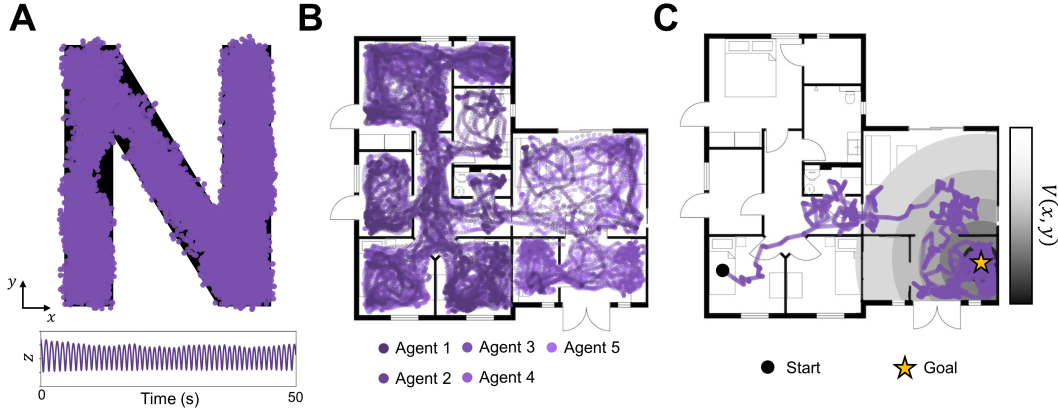 A
B
C
y
x
z
0
Time (s)
50
Agent 1
Agent 3
Agent 5
Agent 2
Agent 4
V(x,y)
Start
Goal